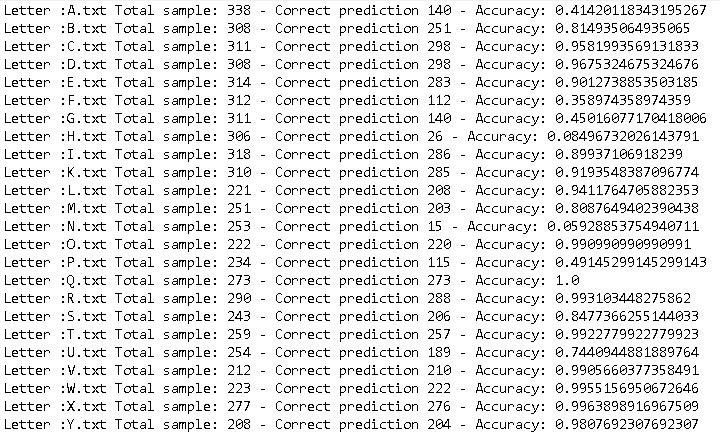 Letter :A.txt Total sample: 338 - Correct prediction 140 - Accuracy: 0.41420118343195267
Letter :B.txt Total sample: 308 - Correct prediction 251 - Accuracy: 0.814935064935065
Letter :C.txt Total sample: 311 - Correct prediction 298 - Accuracy: 0.9581993569131833
Letter :D.txt Total sample: 308 - Correct prediction 298 - Accuracy: 0.9675324675324676
Letter :E.txt Total sample: 314 - Correct prediction 283 - Accuracy: 0.9012738853503185
Letter :F.txt Total sample: 312 - Correct prediction 112 - Accuracy: 0.358974358974359
Letter :G.txt Total sample: 311 - Correct prediction 140 - Accuracy: 0.45016077170418006
Letter :H.txt Total sample: 306 - Correct prediction 26 - Accuracy: 0.08496732026143791
Letter :I.txt Total sample: 318 - Correct prediction 286 - Accuracy: 0.89937106918239
Letter :K.txt Total sample: 310 - Correct prediction 285 - Accuracy: 0.9193548387096774
Letter :L.txt Total sample: 221 - Correct prediction 208 - Accuracy: 0.9411764705882353
Letter :M.txt Total sample: 251 - Correct prediction 203 - Accuracy: 0.8087649402390438
Letter :N.txt Total sample: 253 - Correct prediction 15 - Accuracy: 0.05928853754940711
Letter :O.txt Total sample: 222 - Correct prediction 220 - Accuracy: 0.990990990990991
Letter :P.txt Total sample: 234 - Correct prediction 115 - Accuracy: 0.49145299145299143
Letter :Q.txt Total sample: 273 - Correct prediction 273 - Accuracy: 1.0
Letter :R.txt Total sample: 290 - Correct prediction 288 - Accuracy: 0.993103448275862
Letter :S.txt Total sample: 243 - Correct prediction 206 - Accuracy: 0.8477366255144033
Letter :T.txt Total sample: 259 - Correct prediction 257 - Accuracy: 0.9922779922779923
Letter :U.txt Total sample: 254 - Correct prediction 189 - Accuracy: 0.7440944881889764
Letter :V.txt Total sample: 212 - Correct prediction 210 - Accuracy: 0.9905660377358491
Letter :W.txt Total sample: 223 - Correct prediction 222 - Accuracy: 0.9955156950672646
Letter :X.txt Total sample: 277 - Correct prediction 276 - Accuracy: 0.9963898916967509
Letter :Y.txt Total sample: 208 - Correct prediction 204 - Accuracy: 0.9807692307692307